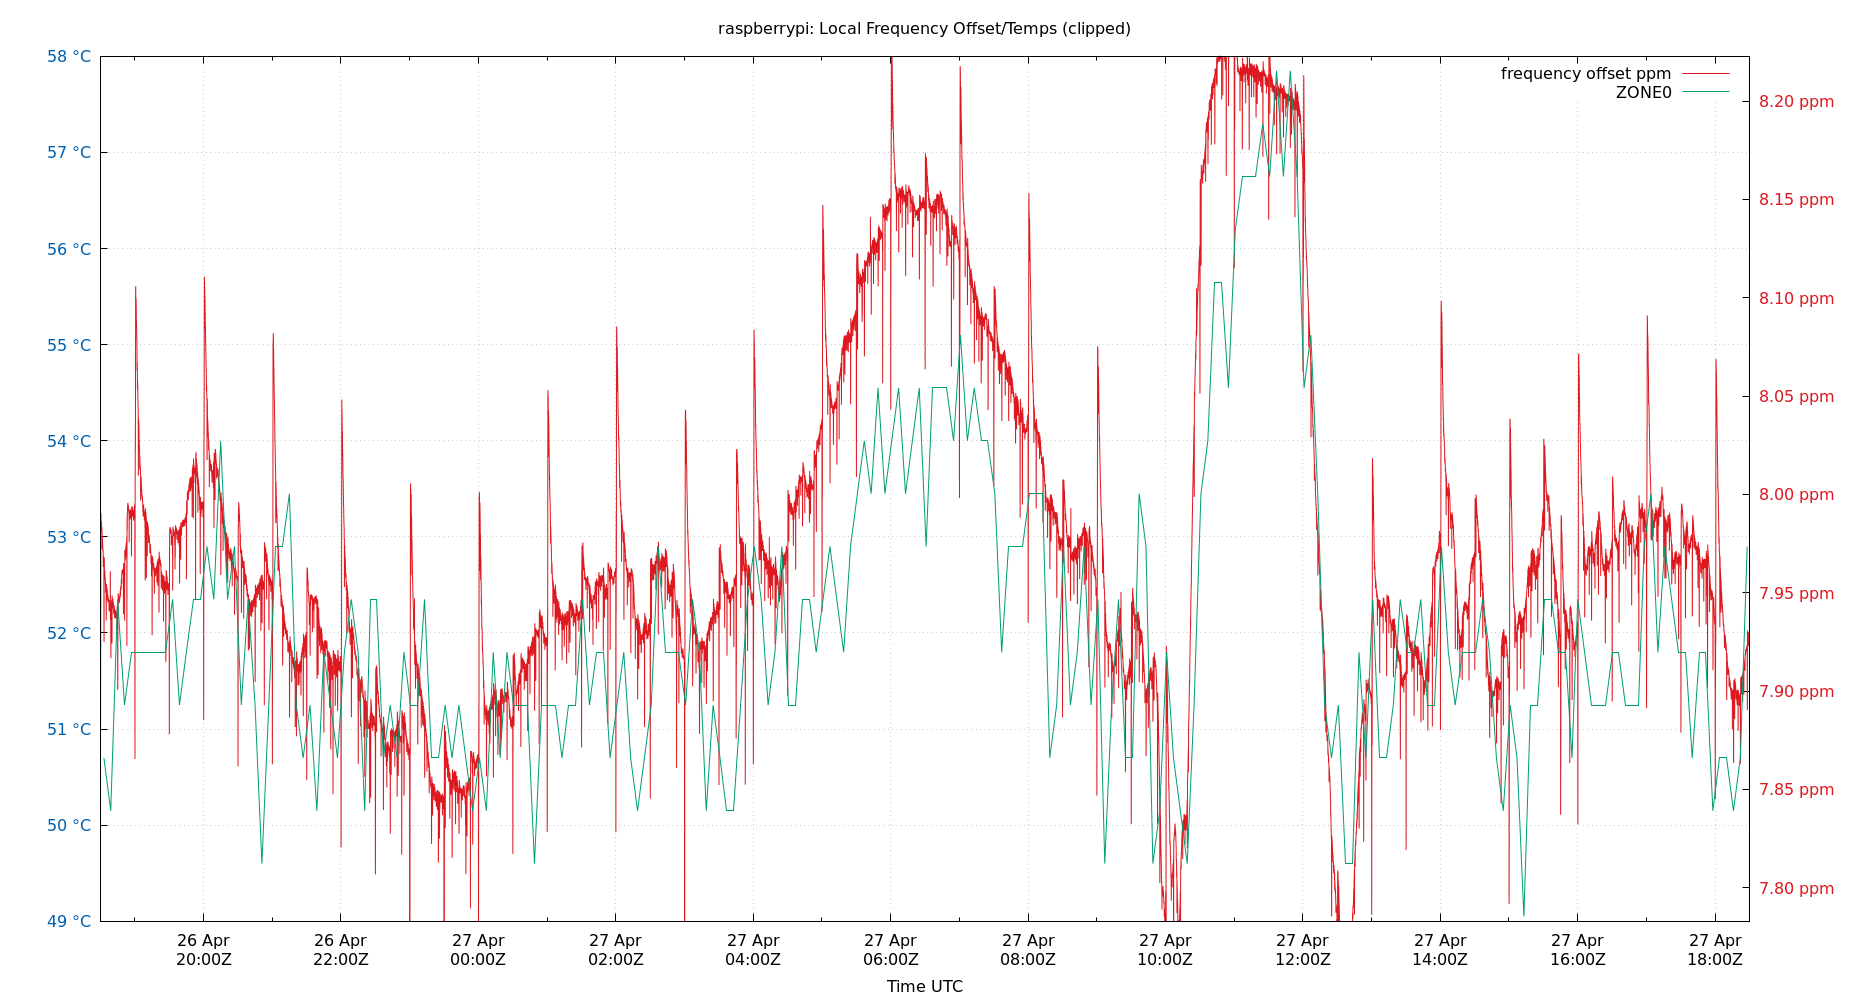 raspberrypi: Local Frequency Offset/Temps (clipped)
frequency offset ppm
ZONE0
58 °C
57 °C
56 °C
55 °C
54 °C
53 °C
52 °C
51 °C
50 °C
49 °C
8.20 ppm
8.15 ppm
8.10 ppm
8.05 ppm
8.00 ppm
7.95 ppm
7.90 ppm
7.85 ppm
7.80 ppm
26 Apr
20:00Z
26 Apr
22:00Z
27 Apr
00:00Z
27 Apr
02:00Z
27 Apr
04:00Z
27 Apr
06:00Z
27 Apr
08:00Z
27 Apr
10:00Z
27 Apr
12:00Z
27 Apr
14:00Z
27 Apr
16:00Z
27 Apr
18:00Z
Time UTC